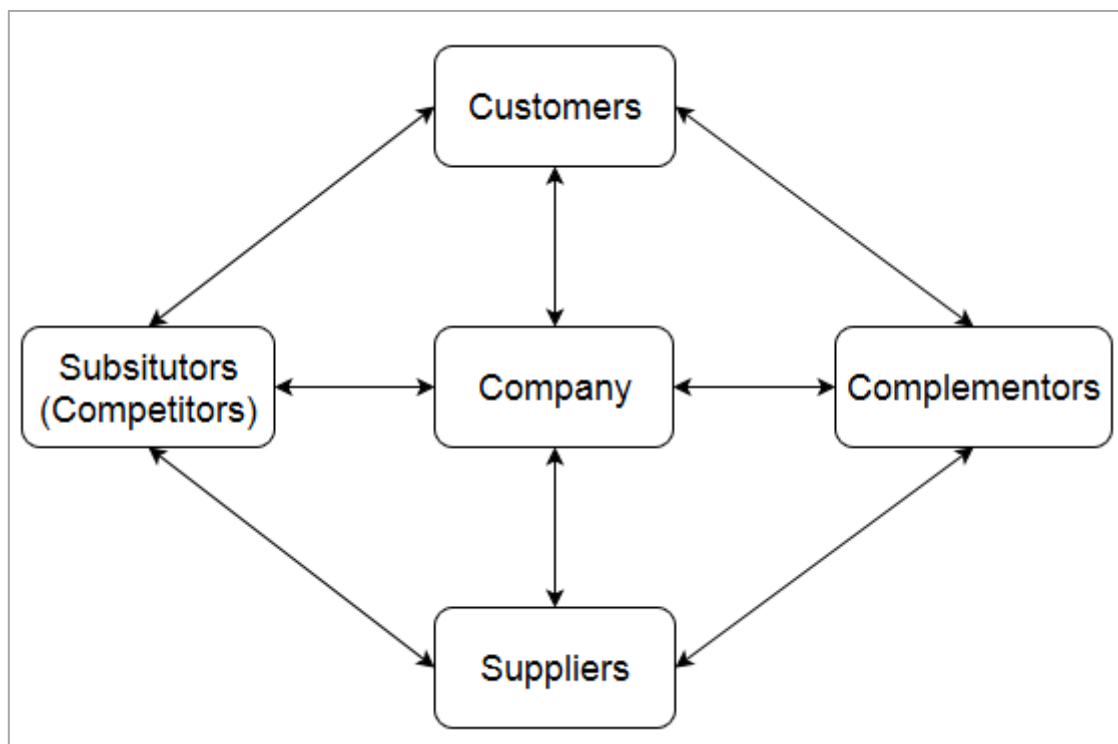 Customers
Subsitutors
(Competitors)
Company
Complementors
Suppliers